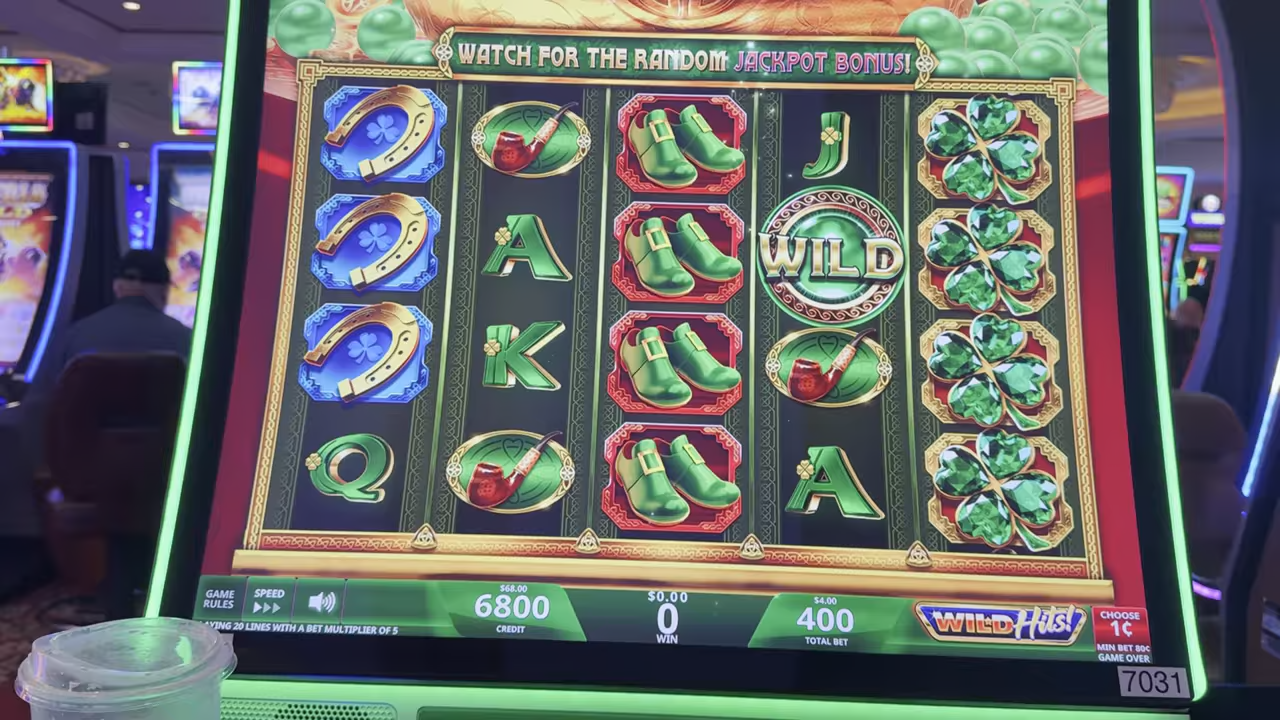 WATCH FOR THE RANDOM JACKPOT BONUS!
J
A
WILD
K
Q
A
GAME RULES
SPEED
$68.00
6800
CREDIT
$0.00
0
WIN
$4.00
400
TOTAL BET
WILD Hits!
CHOOSE
1¢
MIN BET 80¢
GAME OVER
AYING 20 LINES WITH A BET MULTIPLIER OF 5
7031